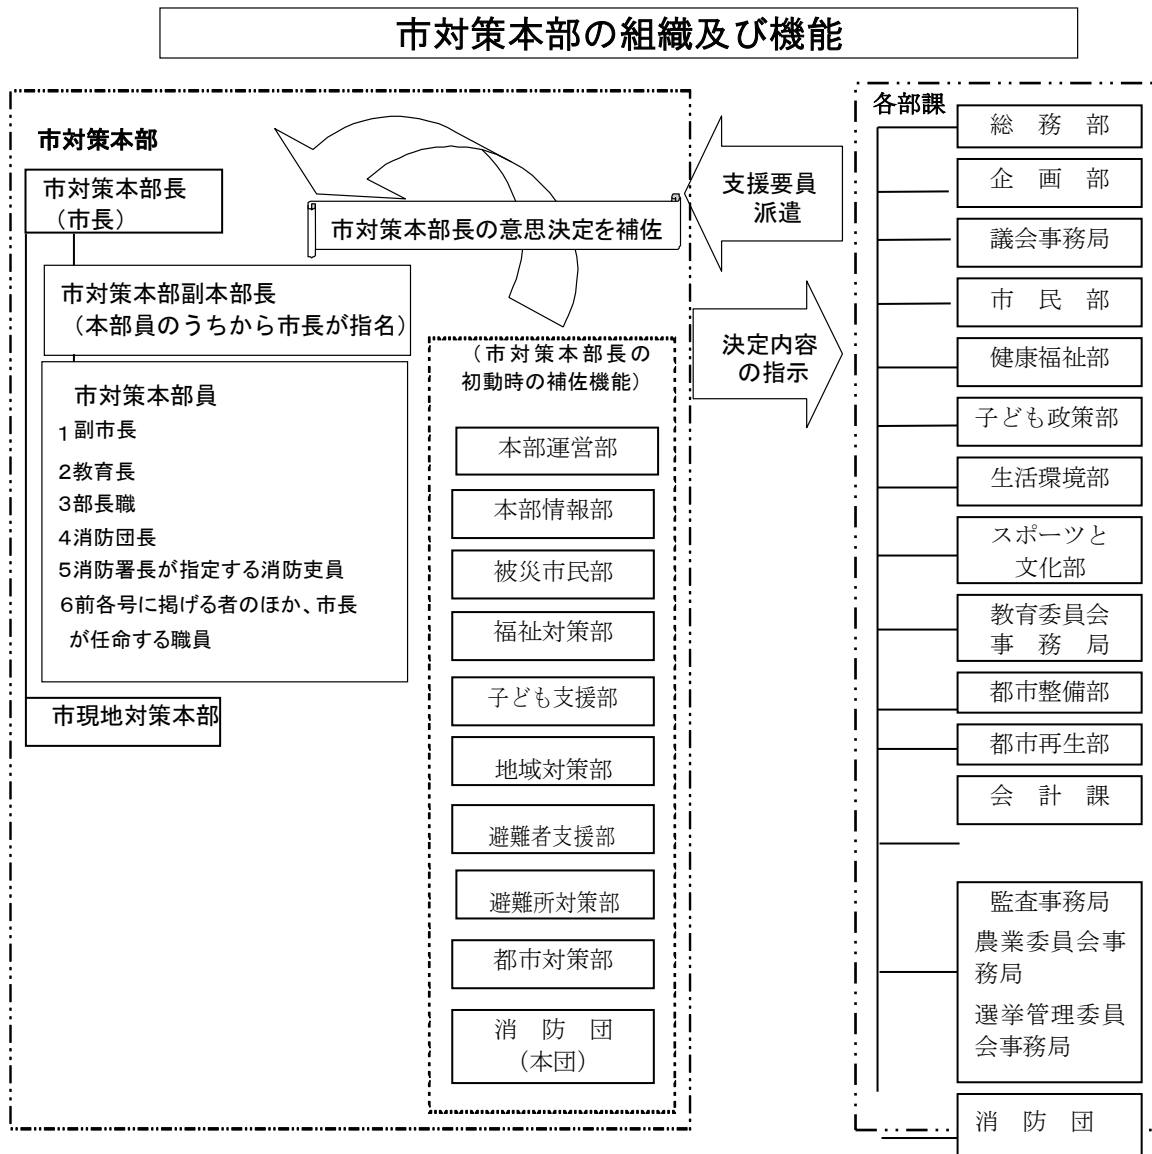 市対策本部の組織及び機能
市対策本部
市対策本部長
（市長）
市対策本部副本部長
（本部員のうちから市長が指名）
市対策本部員
1副市長
2教育長
3部長職
4消防団長
5消防署長が指定する消防吏員
6前各号に掲げる者のほか、市長
が任命する職員
市現地対策本部
市対策本部長の意思決定を補佐
（市対策本部長の
初動時の補佐機能）
本部運営部
本部情報部
被災市民部
福祉対策部
子ども支援部
地域対策部
避難者支援部
避難所対策部
都市対策部
消　防　団
（本団）
支援要員
派遣
決定内容
の指示
各部課
総　務　部
企　画　部
議会事務局
市　民　部
健康福祉部
子ども政策部
生活環境部
スポーツと
文化部
教育委員会
事　務　局
都市整備部
都市再生部
会　計　課
監査事務局
農業委員会事
務局
選挙管理委員
会事務局
消　防　団